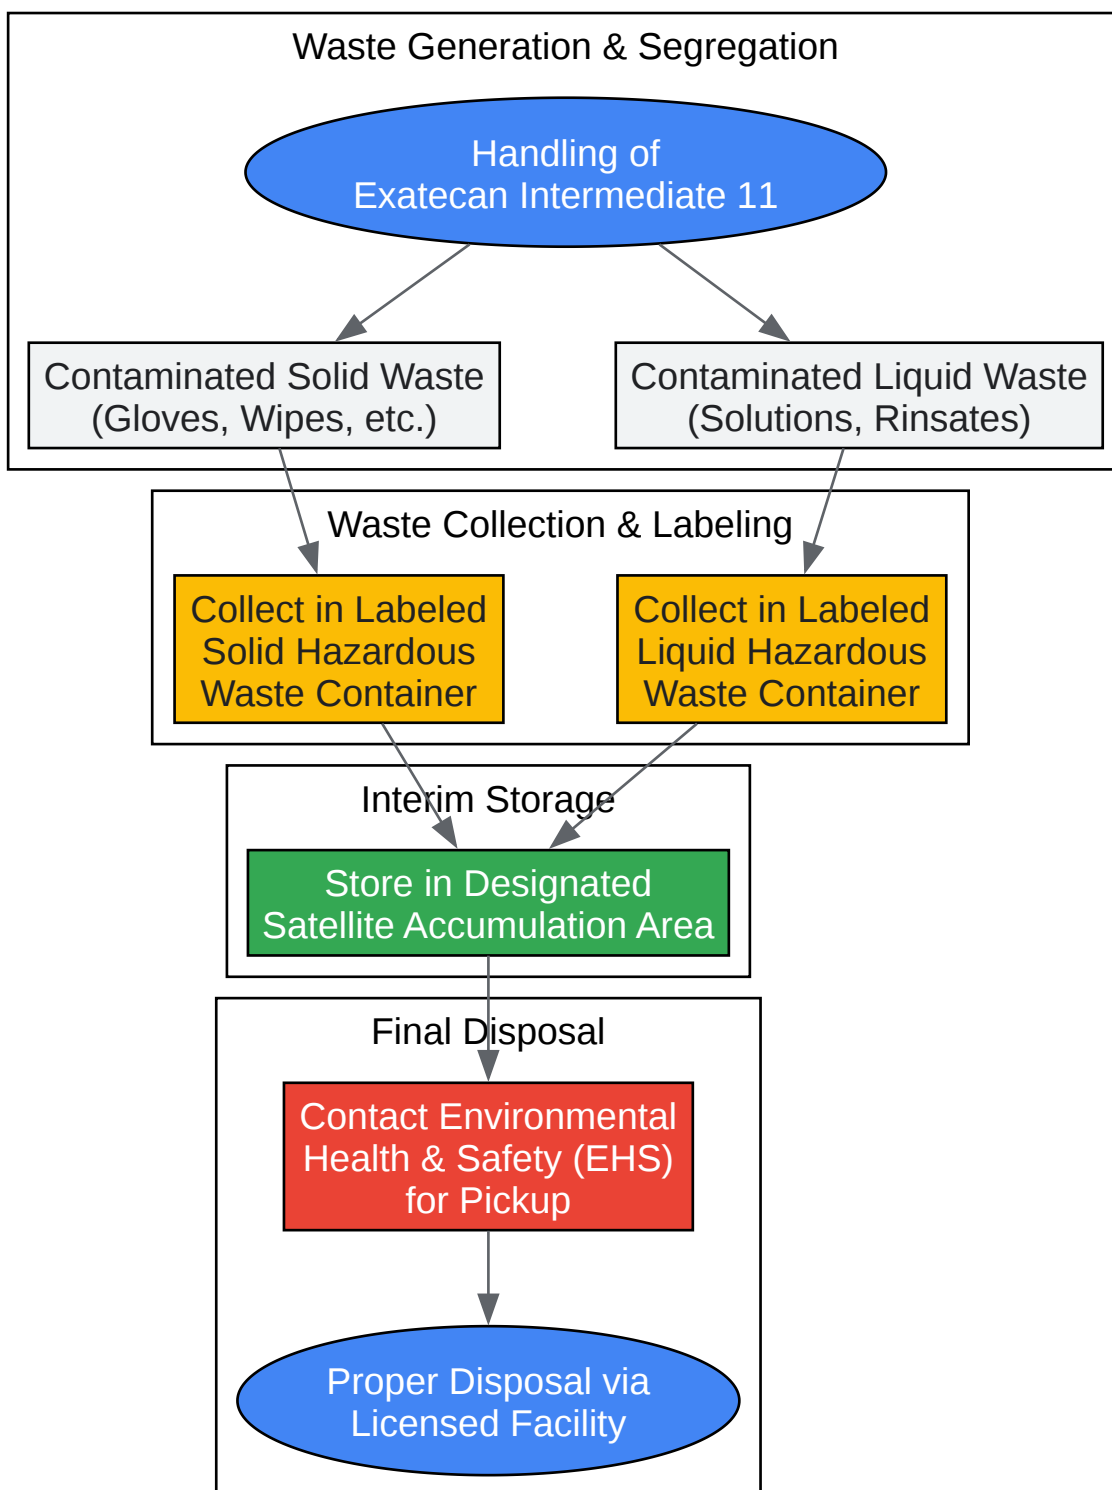 Waste Generation & Segregation
Handling of
Exatecan Intermediate 11
Contaminated Solid Waste
(Gloves, Wipes, etc.)
Contaminated Liquid Waste
(Solutions, Rinsates)
Waste Collection & Labeling
Collect in Labeled
Solid Hazardous
Waste Container
Collect in Labeled
Liquid Hazardous
Waste Container
Interim Storage
Store in Designated
Satellite Accumulation Area
Final Disposal
Contact Environmental
Health & Safety (EHS)
for Pickup
Proper Disposal via
Licensed Facility